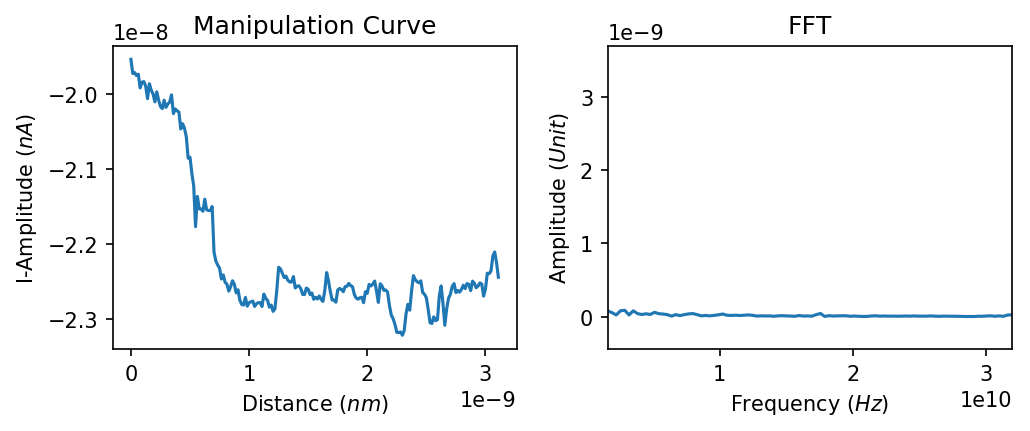 Manipulation Curve
1e−8
−2.0
−2.1
−2.2
−2.3
I-Amplitude (nA)
0
1
2
3
Distance (nm)
1e−9
FFT
1e−9
3
2
1
0
Amplitude (Unit)
1
2
3
Frequency (Hz)
1e10